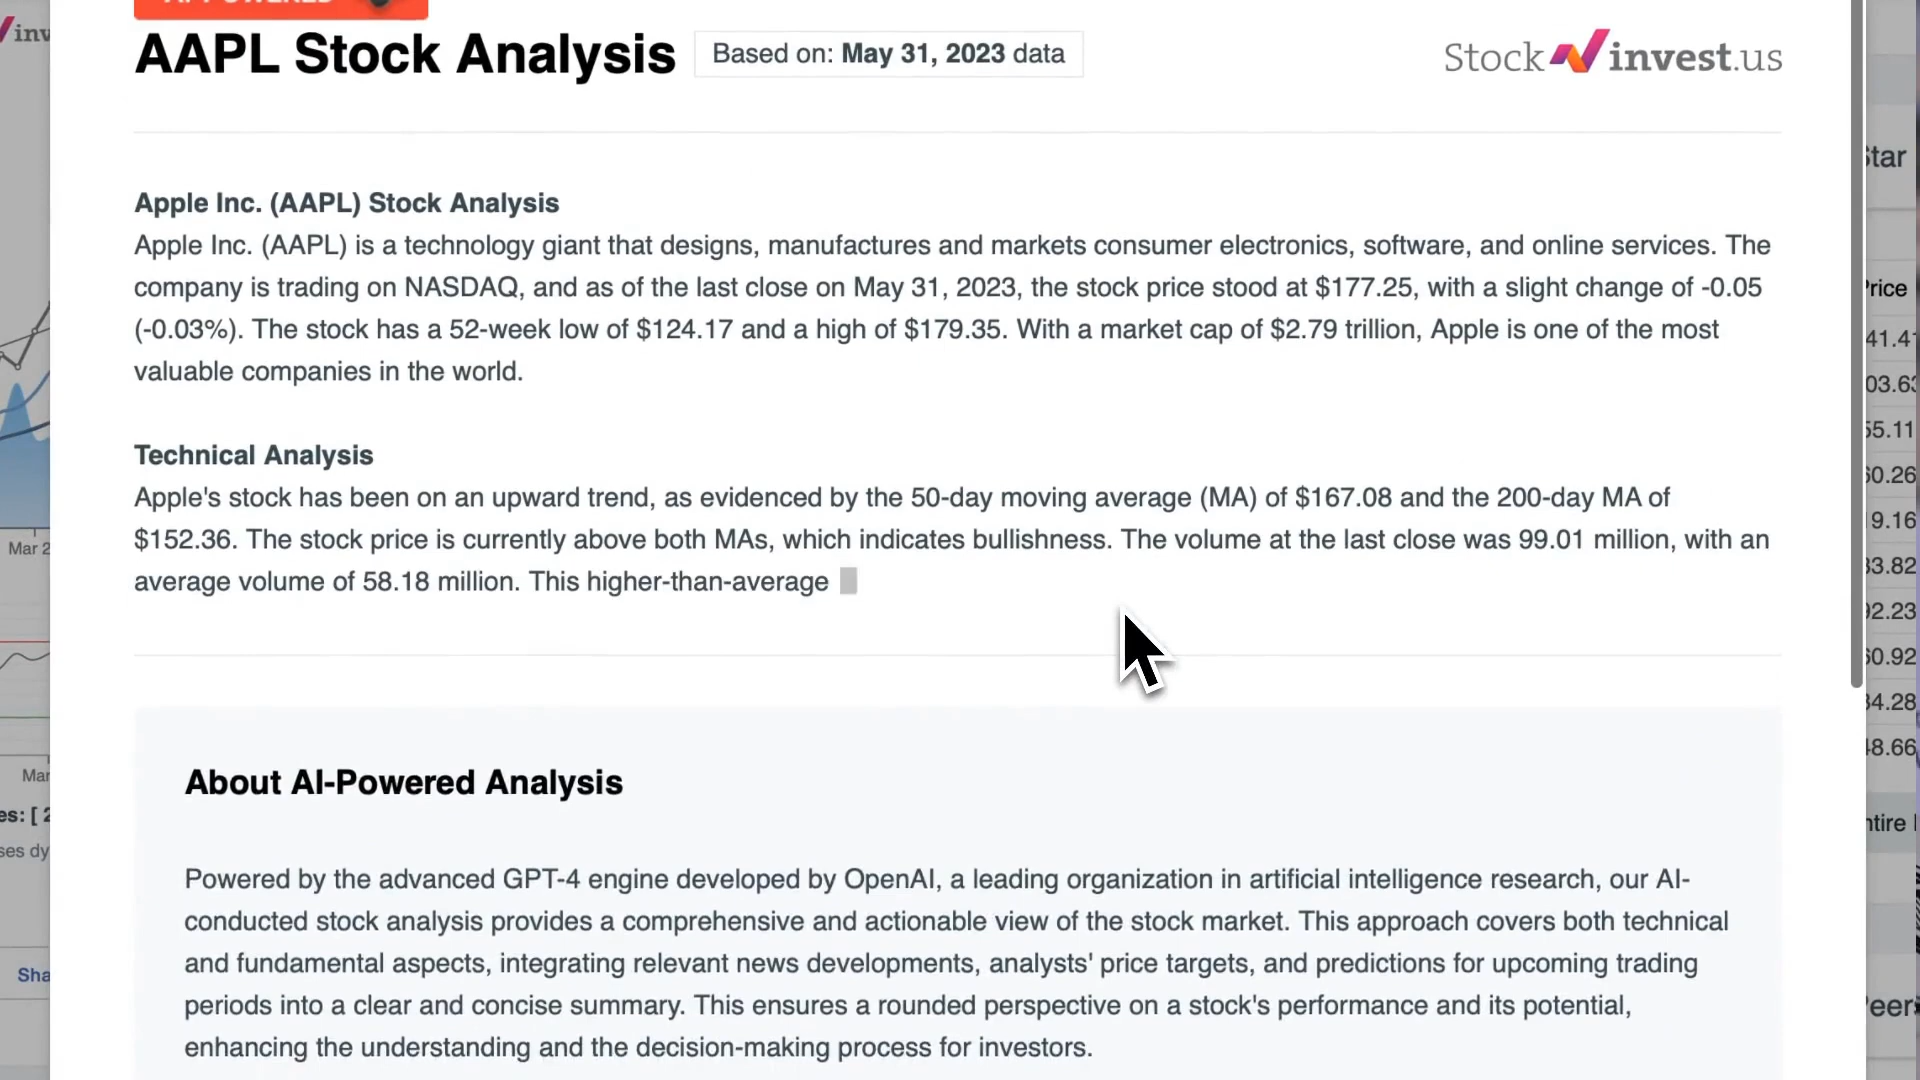 AAPL Stock Analysis
Based on: May 31, 2023 data
Stock invest.us
Apple Inc. (AAPL) Stock Analysis
Apple Inc. (AAPL) is a technology giant that designs, manufactures and markets consumer electronics, software, and online services. The
company is trading on NASDAQ, and as of the last close on May 31, 2023, the stock price stood at $177.25, with a slight change of -0.05
(-0.03%). The stock has a 52-week low of $124.17 and a high of $179.35. With a market cap of $2.79 trillion, Apple is one of the most
valuable companies in the world.
Technical Analysis
Apple's stock has been on an upward trend, as evidenced by the 50-day moving average (MA) of $167.08 and the 200-day MA of
$152.36. The stock price is currently above both MAs, which indicates bullishness. The volume at the last close was 99.01 million, with an
average volume of 58.18 million. This higher-than-average
About AI-Powered Analysis
Powered by the advanced GPT-4 engine developed by OpenAI, a leading organization in artificial intelligence research, our AI-
conducted stock analysis provides a comprehensive and actionable view of the stock market. This approach covers both technical
and fundamental aspects, integrating relevant news developments, analysts' price targets, and predictions for upcoming trading
periods into a clear and concise summary. This ensures a rounded perspective on a stock's performance and its potential,
enhancing the understanding and the decision-making process for investors.